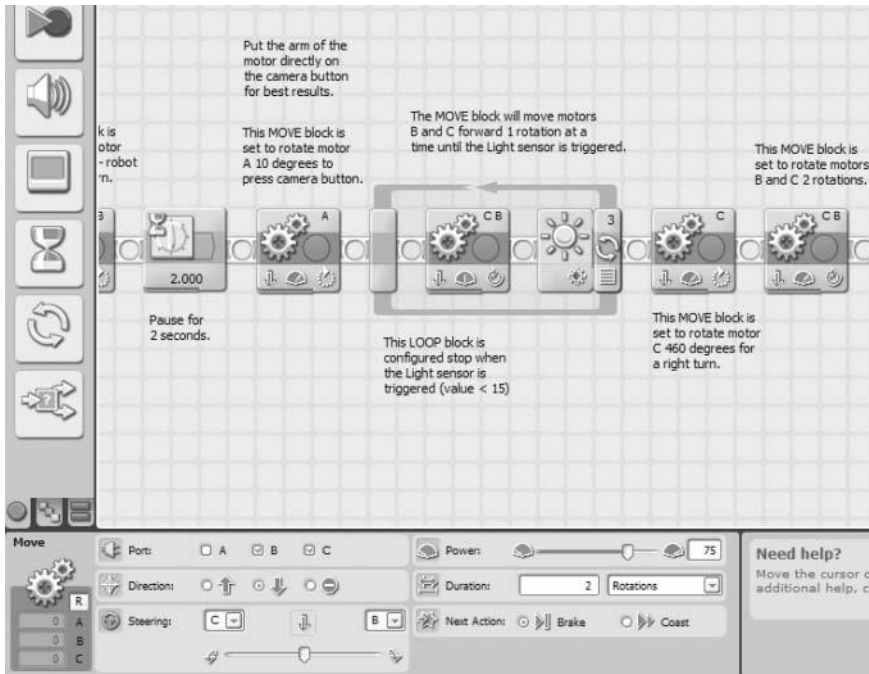 Put the arm of the
motor directly on
the camera button
for best results.
k is
otor
- robot
rn.
This MOVE block is
set to rotate motor
A 10 degrees to
press camera button.
The MOVE block will move motors
B and C forward 1 rotation at a
time until the Light sensor is triggered.
This MOVE block is
set to rotate motors
B and C 2 rotations.
B
A
C B
3
C
C B
2.000
Pause for
2 seconds.
This LOOP block is
configured stop when
the Light sensor is
triggered (value < 15)
This MOVE block is
set to rotate motor
C 460 degrees for
a right turn.
Move
R
0 A
0 B
0 C
Port: A B C
Direction:
Steering: C B
Power: 75
Duration: 2 Rotations
Next Action: Brake Coast
Need help?
Move the cursor o
additional help, c